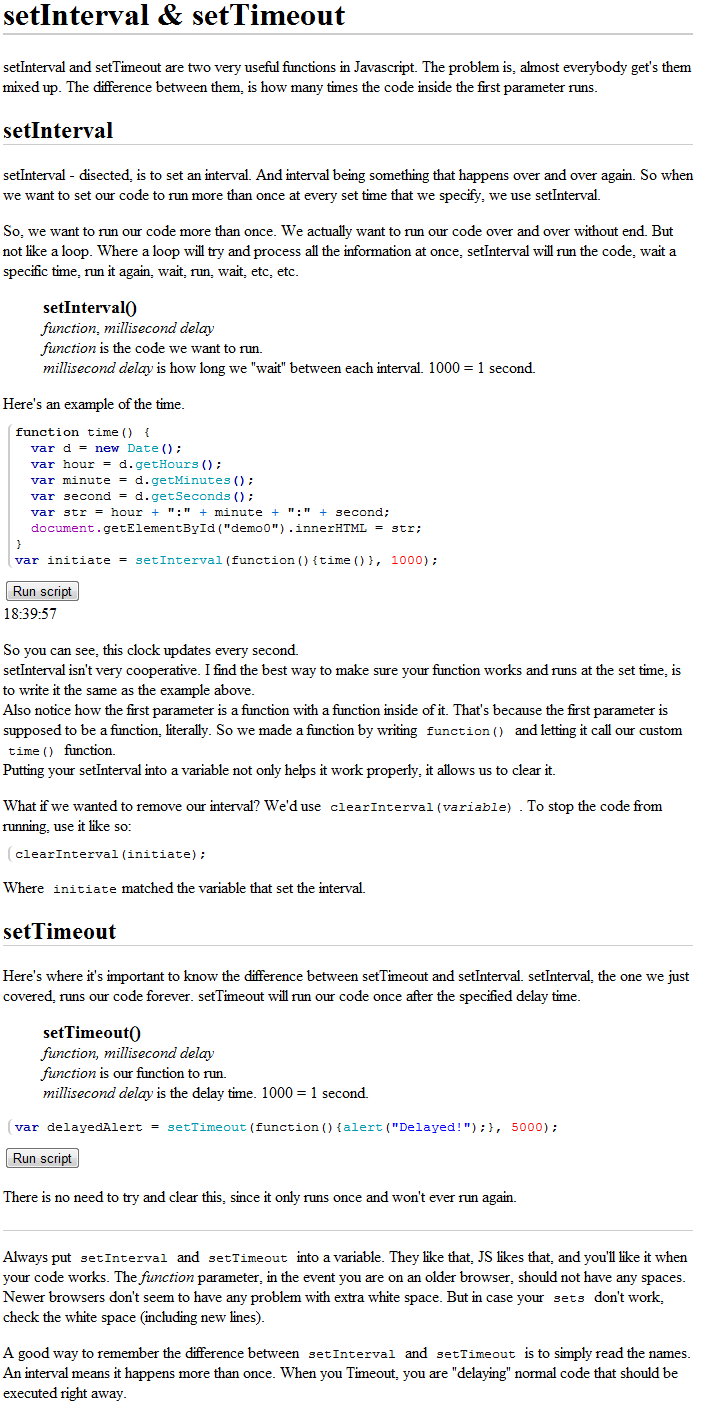 setInterval & setTimeout
setInterval and setTimeout are two very useful functions in Javascript. The problem is, almost everybody get's them
mixed up. The difference between them, is how many times the code inside the first parameter runs.
setInterval
setInterval - disected, is to set an interval. And interval being something that happens over and over again. So when
we want to set our code to run more than once at every set time that we specify, we use setInterval.
So, we want to run our code more than once. We actually want to run our code over and over without end. But
not like a loop. Where a loop will try and process all the information at once, setInterval will run the code, wait a
specific time, run it again, wait, run, wait, etc, etc.
setInterval()
function, millisecond delay
function is the code we want to run.
millisecond delay is how long we "wait" between each interval. 1000 = 1 second.
Here's an example of the time.
function time() {
var d = new Date();
var hour = d.getHours();
var minute = d.getMinutes();
var second = d.getSeconds();
var str = hour + ":" + minute + ":" + second;
document.getElementById("demo0").innerHTML = str;
}
var initiate = setInterval(function(){time()}, 1000);
Run script
18:39:57
So you can see, this clock updates every second.
setInterval isn't very cooperative. I find the best way to make sure your function works and runs at the set time, is
to write it the same as the example above.
Also notice how the first parameter is a function with a function inside of it. That's because the first parameter is
supposed to be a function, literally. So we made a function by writing function() and letting it call our custom
time() function.
Putting your setInterval into a variable not only helps it work properly, it allows us to clear it.
What if we wanted to remove our interval? We'd use clearInterval(variable) . To stop the code from
running, use it like so:
clearInterval(initiate);
Where initiate matched the variable that set the interval.
setTimeout
Here's where it's important to know the difference between setTimeout and setInterval. setInterval, the one we just
covered, runs our code forever. setTimeout will run our code once after the specified delay time.
setTimeout()
function, millisecond delay
function is our function to run.
millisecond delay is the delay time. 1000 = 1 second.
var delayedAlert = setTimeout(function(){alert("Delayed!");}, 5000);
Run script
There is no need to try and clear this, since it only runs once and won't ever run again.
Always put setInterval and setTimeout into a variable. They like that, JS likes that, and you'll like it when
your code works. The function parameter, in the event you are on an older browser, should not have any spaces.
Newer browsers don't seem to have any problem with extra white space. But in case your sets don't work,
check the white space (including new lines).
A good way to remember the difference between setInterval and setTimeout is to simply read the names.
An interval means it happens more than once. When you Timeout, you are "delaying" normal code that should be
executed right away.